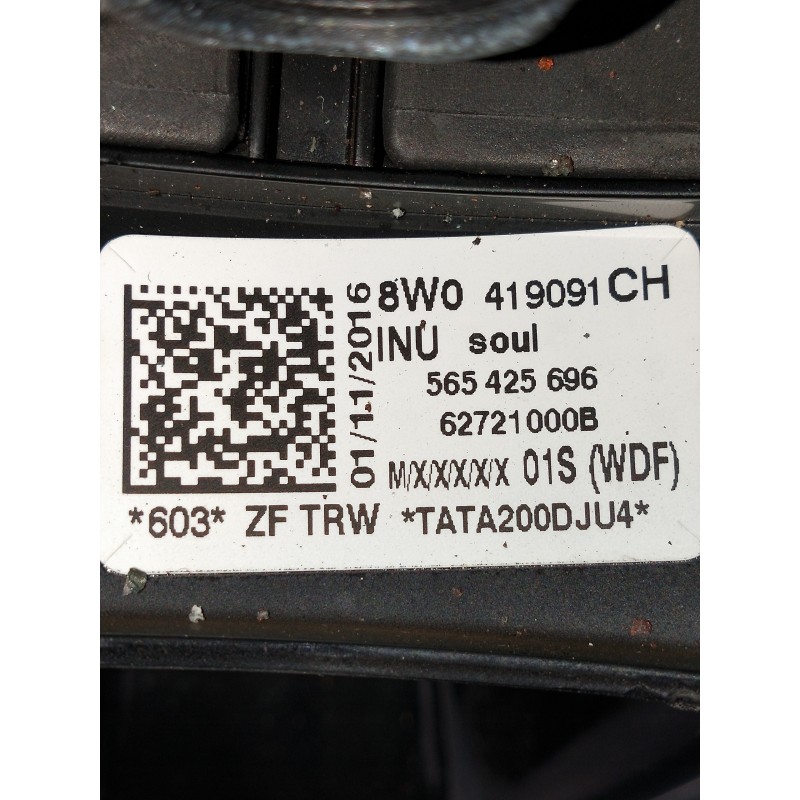 8W0 419091 CH
INU soul
565 425 696
62721000B
M/X/X/X/X/X 01S (WDF)
*603* ZF TRW *TATA200DJU4*
01/11/2016